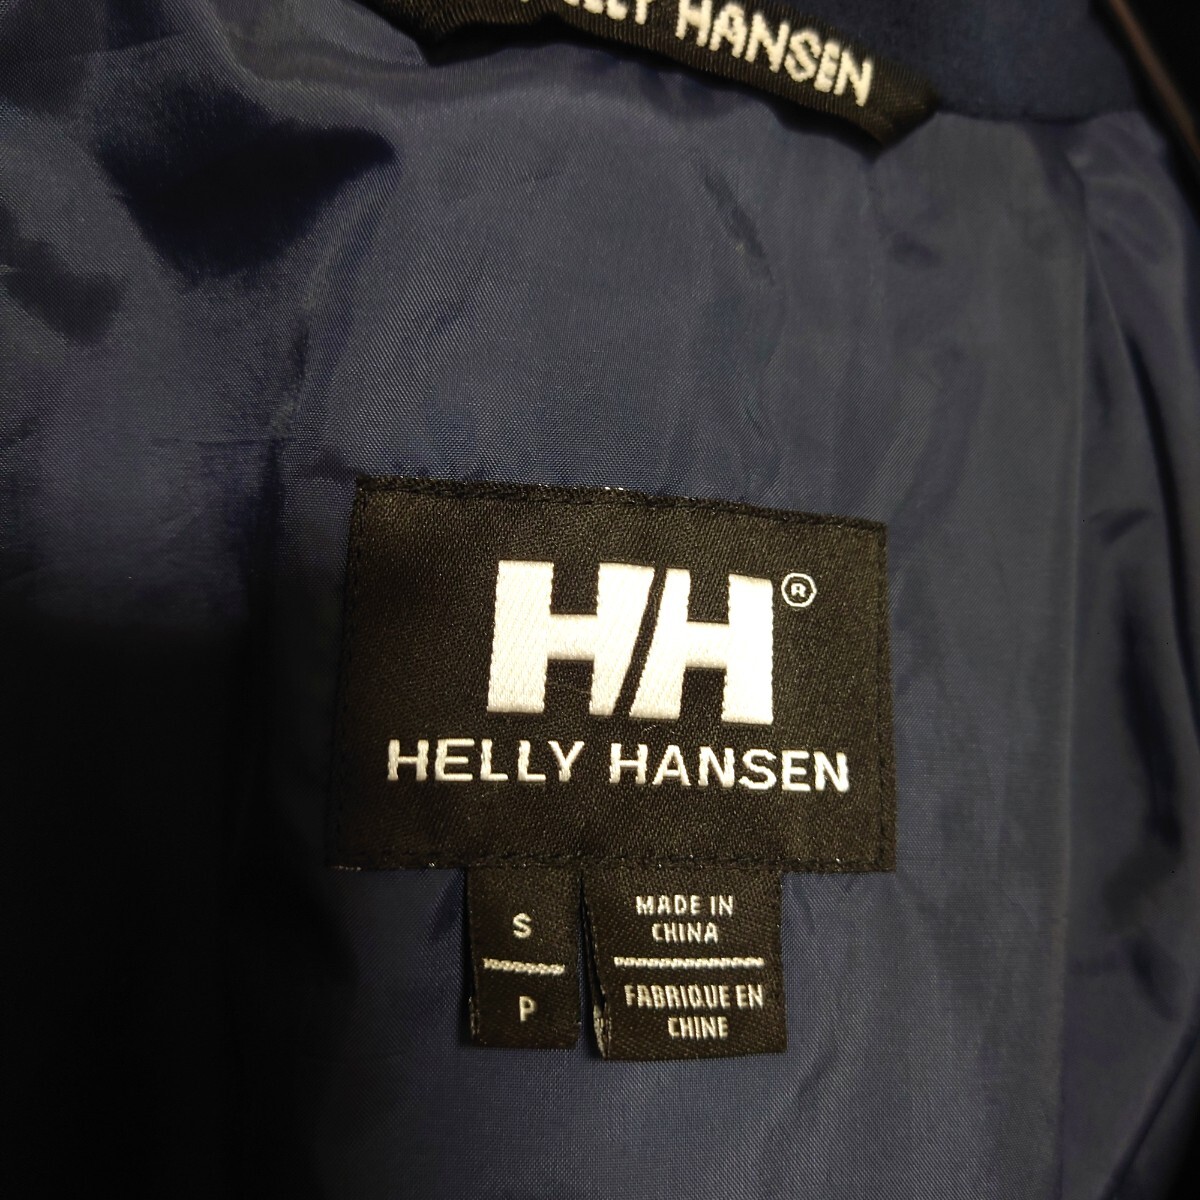 HELLY HANSEN
HH®
HELLY HANSEN
S
P
MADE IN
CHINA
FABRIQUE EN
CHINE